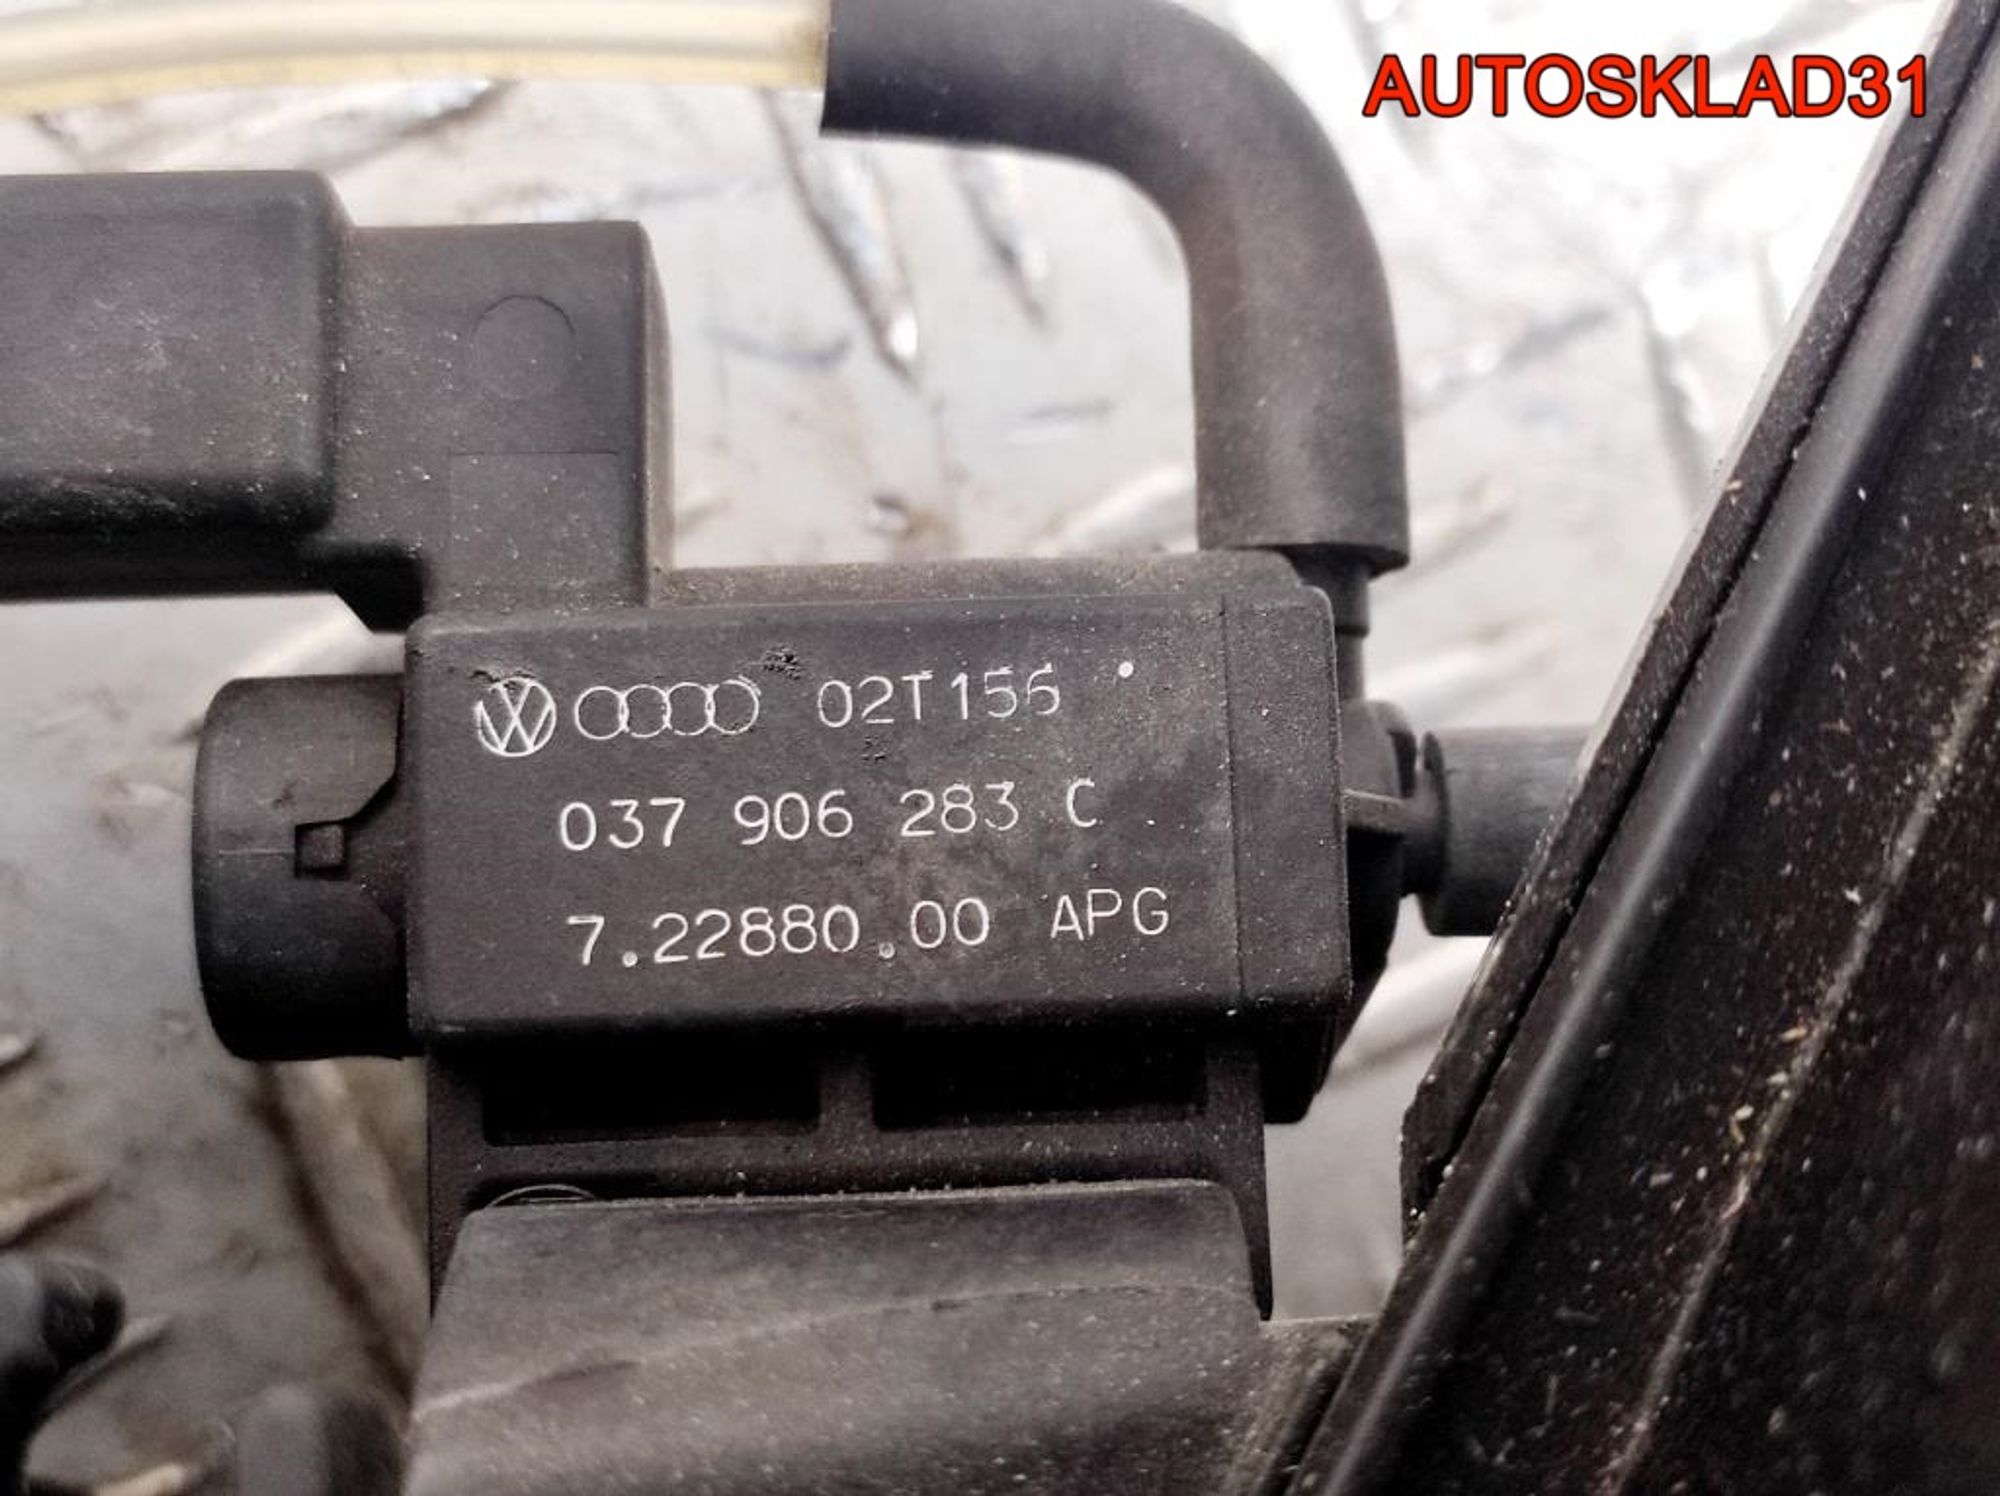 AUTOSKLAD31
02T156
037 906 283 C
7.22880.00 APG